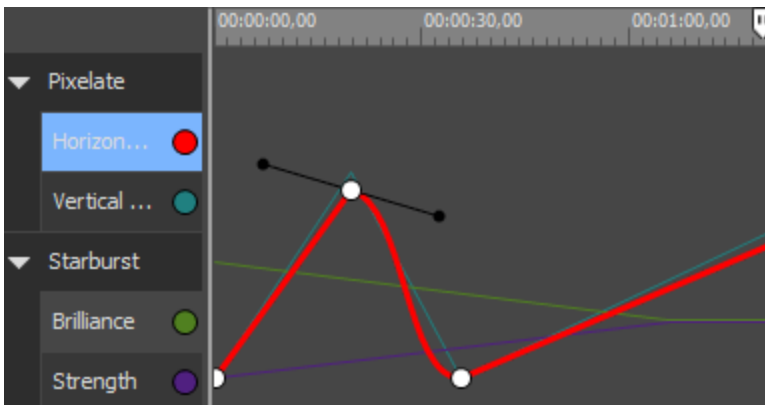 00:00:00,00 00:00:30,00 00:01:00,00
Pixelate
Horizon...
Vertical ...
Starburst
Brilliance
Strength